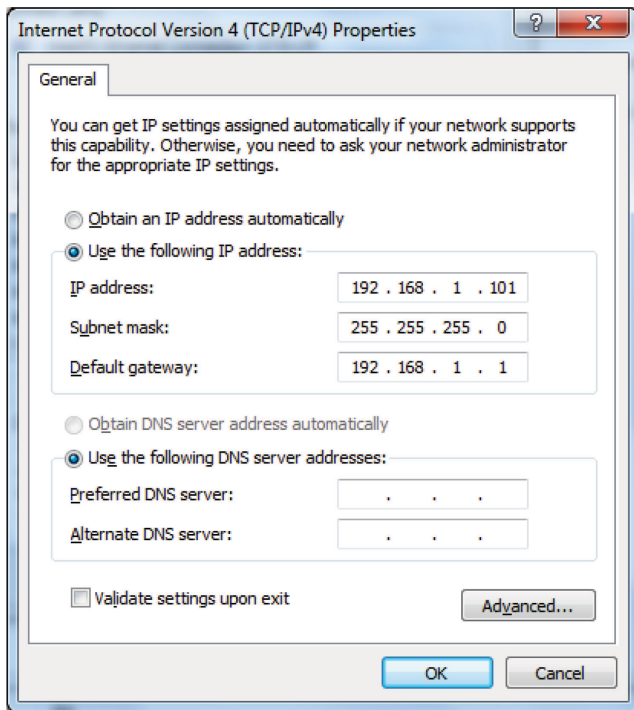 Internet Protocol Version 4 (TCP/IPv4) Properties
General
You can get IP settings assigned automatically if your network supports
this capability. Otherwise, you need to ask your network administrator
for the appropriate IP settings.
Obtain an IP address automatically
Use the following IP address:
IP address: 192 . 168 . 1 . 101
Subnet mask: 255 . 255 . 255 . 0
Default gateway: 192 . 168 . 1 . 1
Obtain DNS server address automatically
Use the following DNS server addresses:
Preferred DNS server: . . .
Alternate DNS server: . . .
Validate settings upon exit
Advanced...
OK Cancel